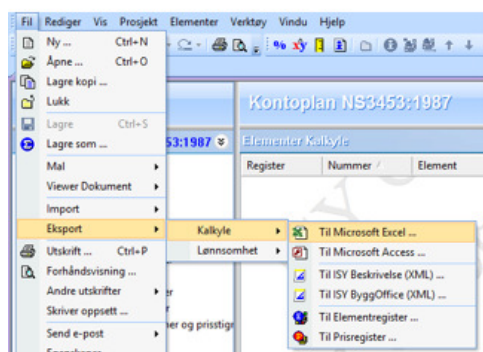 Fil Rediger Vis Prosjekt Elementer Verktøy Vindu Hjelp
Ny ... Ctrl+N
Åpne ... Ctrl+O
Lagre kopi ...
Lukk
Lagre Ctrl+S
Lagre som ...
Mal
Viewer Dokument
Import
Eksport
Utskrift ... Ctrl+P
Forhåndsvisning ...
Andre utskrifter
Skriver oppsett ...
Send e-post
Kontoplan NS3453:1987
53:1987
Elementer Kalkyle
Register Nummer Element
Kalkyle
Lønnsomhet
Til Microsoft Excel ...
Til Microsoft Access ...
Til ISY Beskrivelse (XML) ...
Til ISY ByggOffice (XML) ...
Til Elementregister ...
Til Prisregister ...
er
er og prisstigr